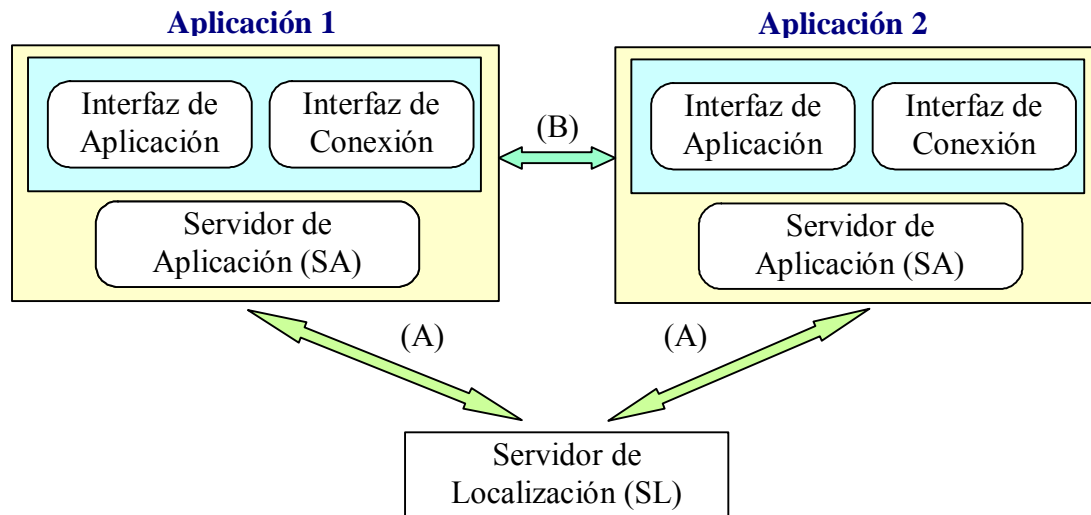 Aplicación 1
Aplicación 2
Interfaz de
Aplicación
Interfaz de
Conexión
(B)
Interfaz de
Aplicación
Interfaz de
Conexión
Servidor de
Aplicación (SA)
Servidor de
Aplicación (SA)
(A)
(A)
Servidor de
Localización (SL)